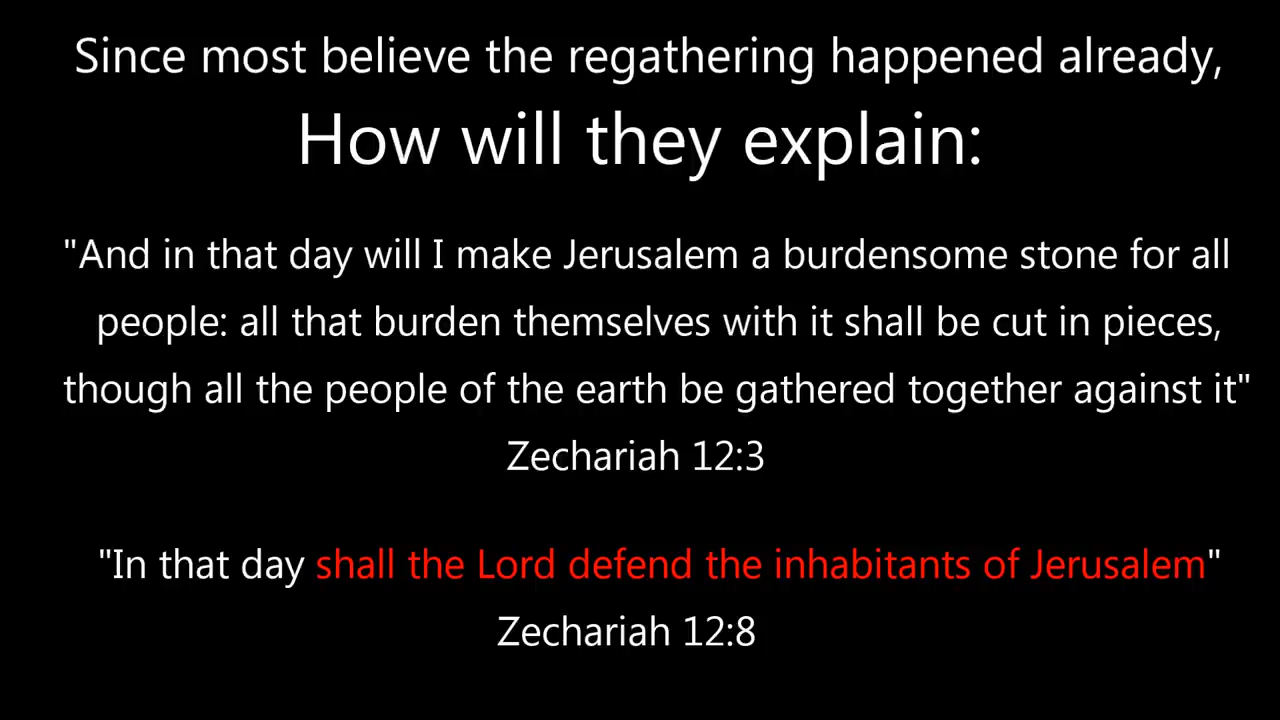 Since most believe the regathering happened already,
How will they explain:
"And in that day will I make Jerusalem a burdensome stone for all
people: all that burden themselves with it shall be cut in pieces,
though all the people of the earth be gathered together against it"
Zechariah 12:3
"In that day shall the Lord defend the inhabitants of Jerusalem"
Zechariah 12:8